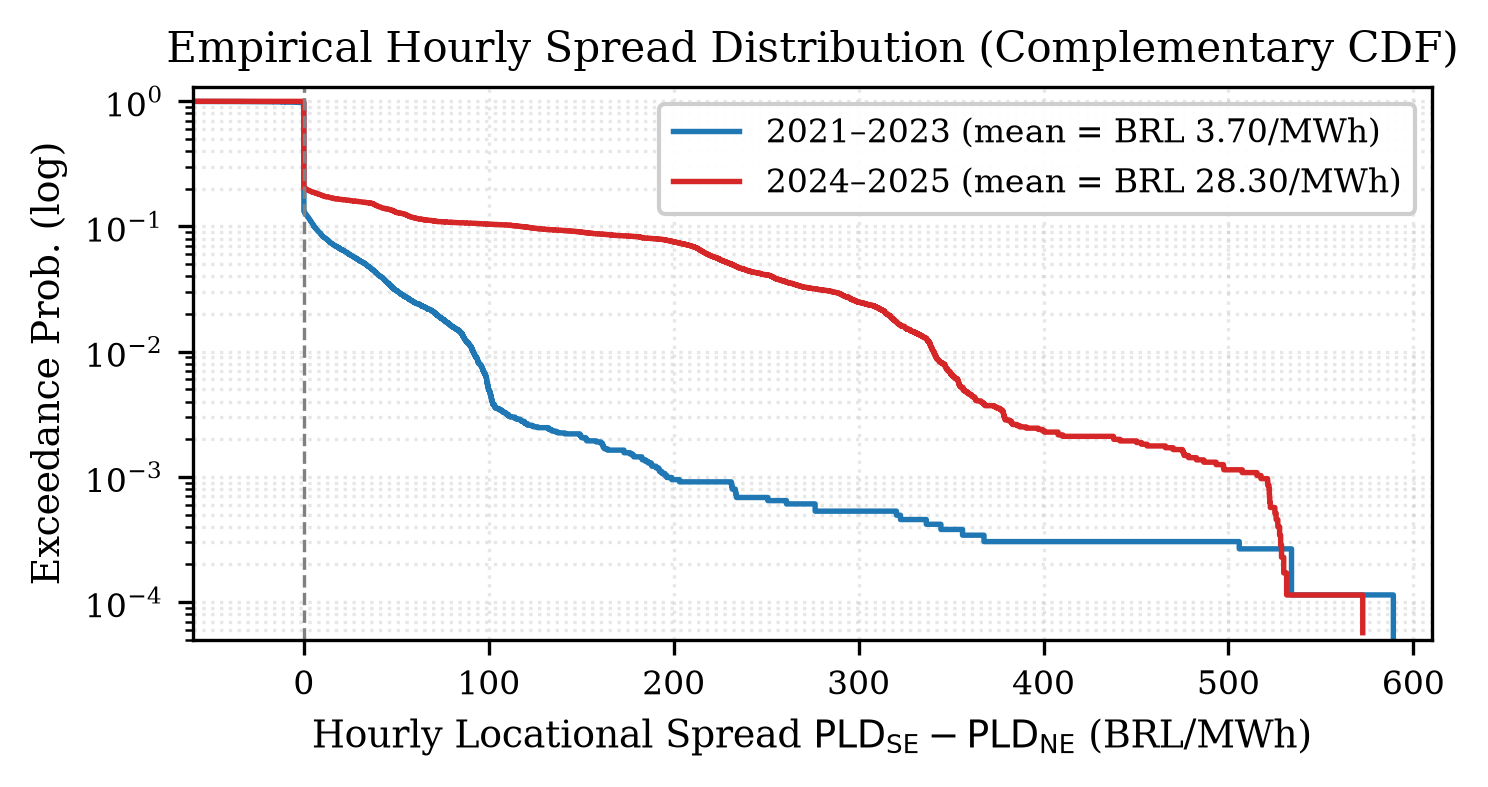 Empirical Hourly Spread Distribution (Complementary CDF)
Exceedance Prob. (log)
10⁰
10⁻¹
10⁻²
10⁻³
10⁻⁴
2021–2023 (mean = BRL 3.70/MWh)
2024–2025 (mean = BRL 28.30/MWh)
0 100 200 300 400 500 600
Hourly Locational Spread PLD_SE − PLD_NE (BRL/MWh)